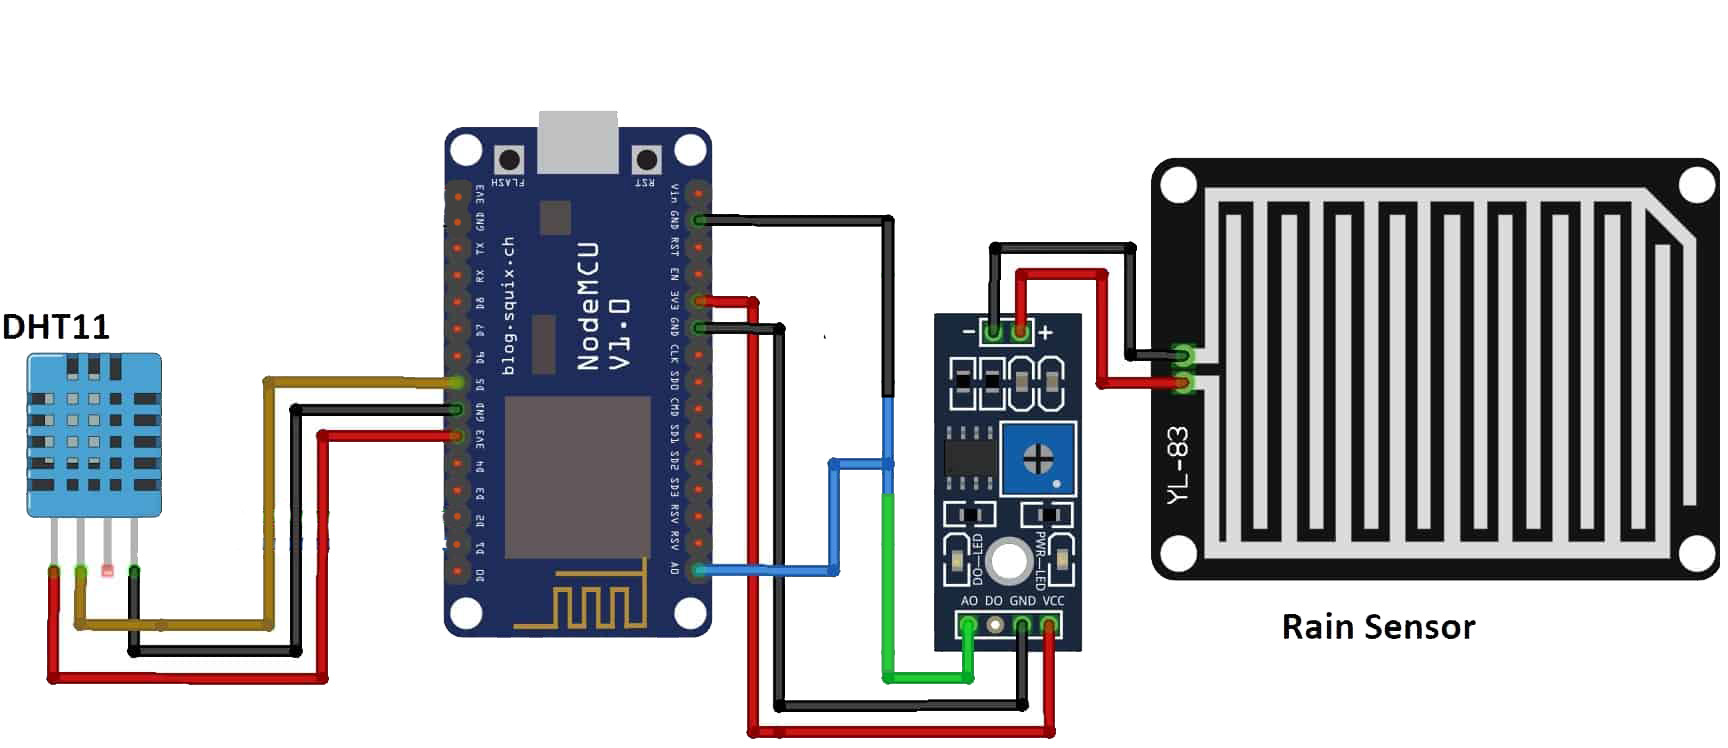 DHT11
FLASH
RST
3V3
GND
TX
RX
D8
D7
D6
D5
GND
3V3
D4
D3
D2
D1
D0
blog.squix.ch
NodeMCU
V1.0
Vin
GND
RST
EN
3V3
GND
CLK
SD0
CMD
SD1
SD2
SD3
RSV
RSV
A0
- +
DO-LED
PWR-LED
AO DO GND VCC
YL-83
Rain Sensor